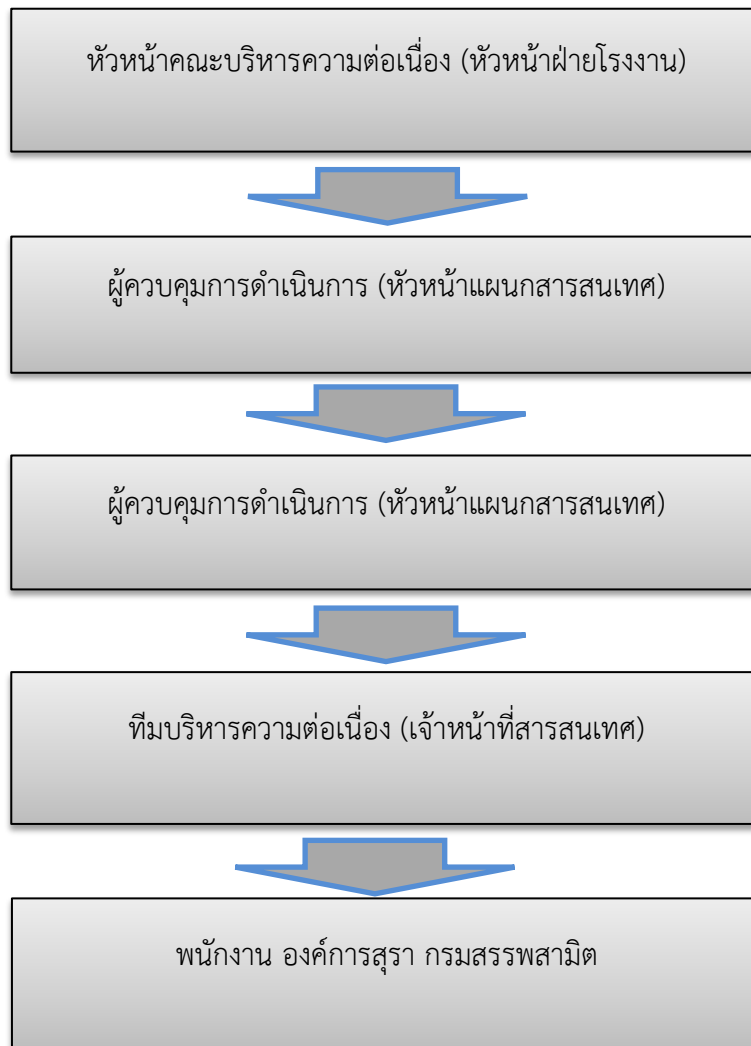 หัวหน้าคณะบริหารความต่อเนื่อง (หัวหน้าฝ่ายโรงงาน)
ผู้ควบคุมการดำเนินการ (หัวหน้าแผนกสารสนเทศ)
ผู้ควบคุมการดำเนินการ (หัวหน้าแผนกสารสนเทศ)
ทีมบริหารความต่อเนื่อง (เจ้าหน้าที่สารสนเทศ)
พนักงาน องค์การสุรา กรมสรรพสามิต